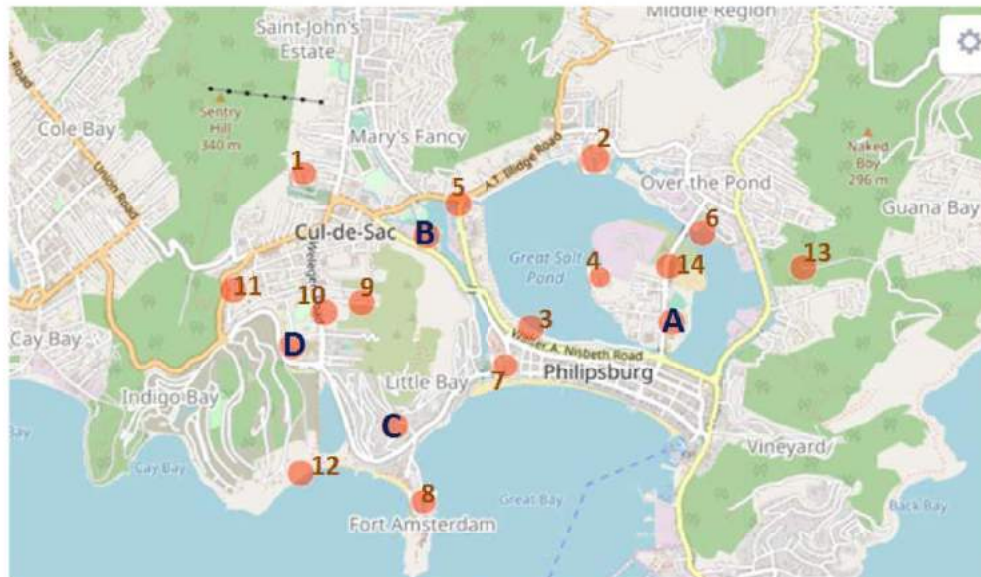 Middle Region
Saint-John's
Estate
Sentry
Hill
340 m
Cole Bay
Union Road
Mary's Fancy
A.T. Illidge Road
2
1
5
Naked
Boy
296 m
Over the Pond
Guana Bay
6
B
Cul-de-Sac
Great Salt
Pond
4
14
13
11
10
9
3
A
D
Cay Bay
Walter A. Nisbeth Road
Philipsburg
7
Little Bay
Indigo Bay
C
Vineyard
Bay
Cay Bay
12
8
Fort Amsterdam
Great Bay
Back Bay